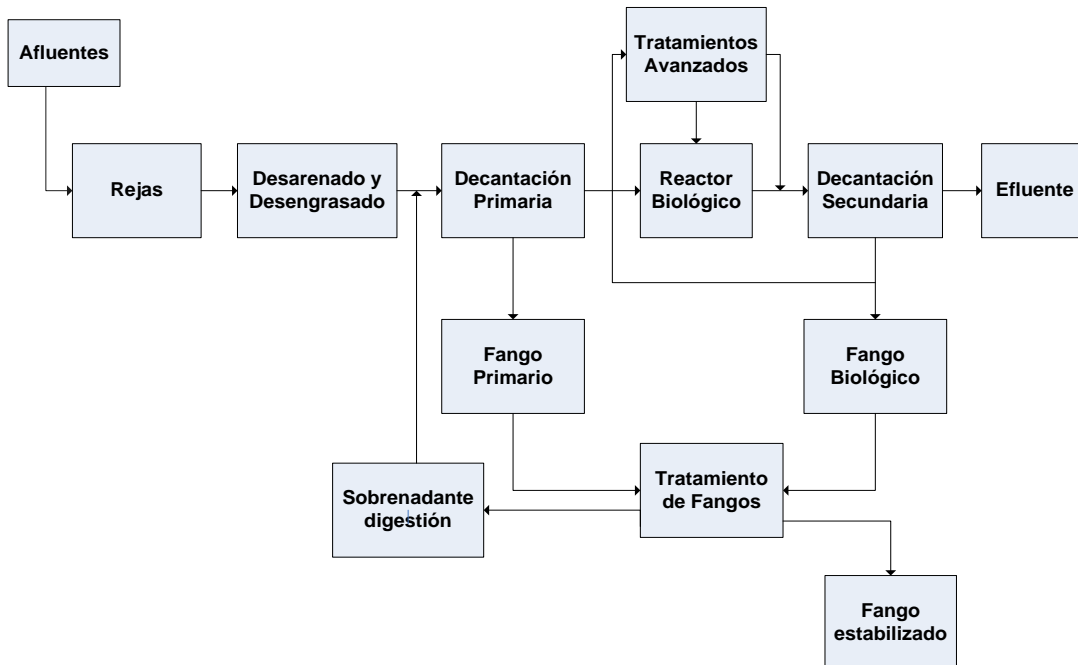 Afluentes
Tratamientos
Avanzados
Rejas
Desarenado y
Desengrasado
Decantación
Primaria
Reactor
Biológico
Decantación
Secundaria
Efluente
Fango
Primario
Fango
Biológico
Sobrenadante
digestión
Tratamiento
de Fangos
Fango
estabilizado